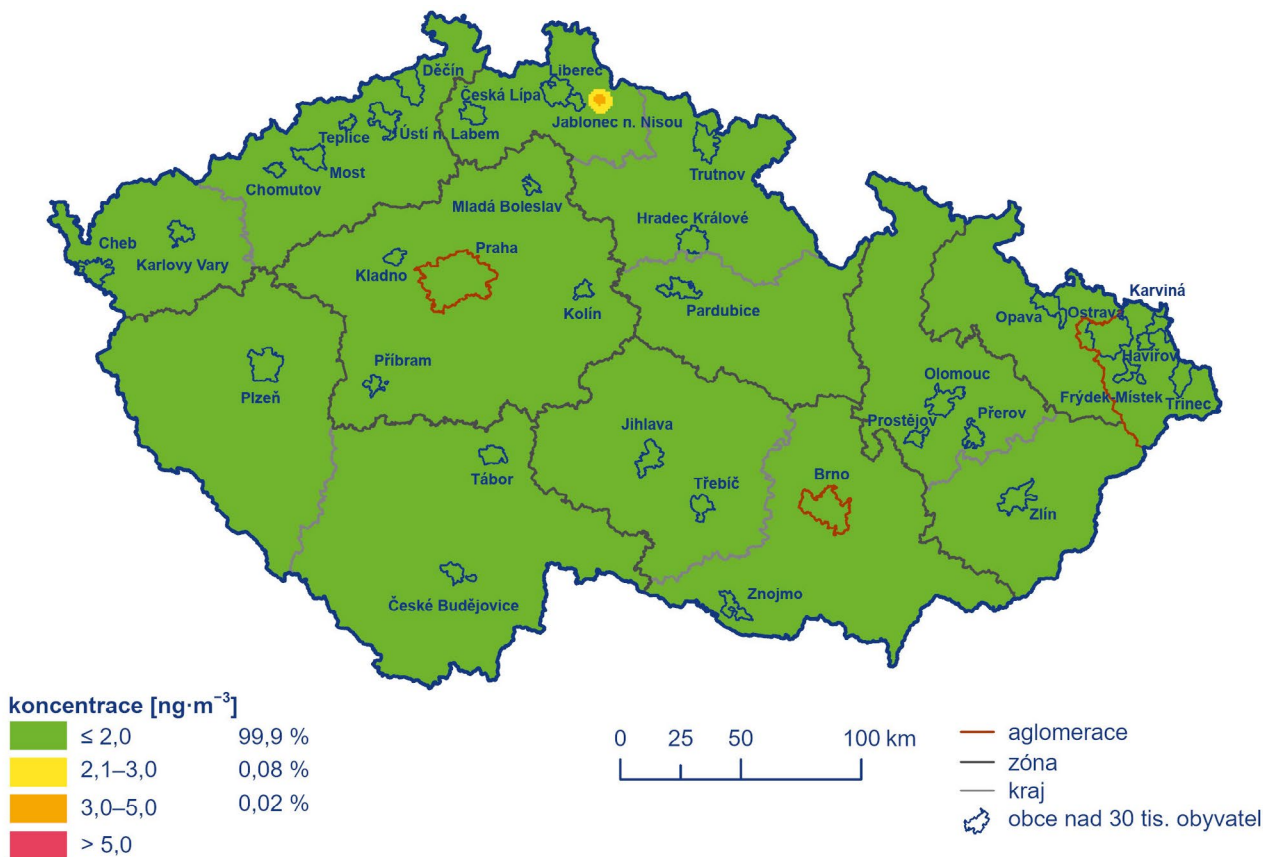 Děčín
Liberec
Česká Lípa
Jablonec n. Nisou
Teplice
Ústí n. Labem
Most
Chomutov
Trutnov
Mladá Boleslav
Hradec Králové
Cheb
Karlovy Vary
Kladno
Praha
Kolín
Pardubice
Karviná
Opava
Ostrava
Havířov
Frýdek-Místek
Třinec
Plzeň
Příbram
Olomouc
Prostějov
Přerov
Jihlava
Tábor
Třebíč
Brno
Zlín
České Budějovice
Znojmo
koncentrace [ng·m⁻³]
≤ 2,0 99,9 %
2,1–3,0 0,08 %
3,0–5,0 0,02 %
> 5,0
0 25 50 100 km
aglomerace
zóna
kraj
obce nad 30 tis. obyvatel